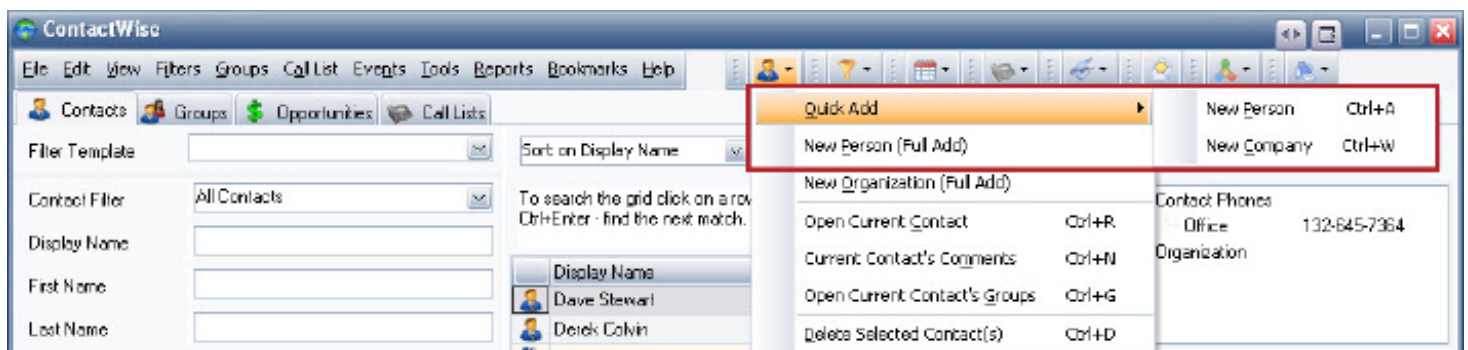 ContactWise
File Edit View Filters Groups Call List Events Tools Reports Bookmarks Help
Contacts Groups Opportunities Call Lists
Quick Add
New Person Ctrl+A
New Person (Full Add)
New Company Ctrl+W
New Organization (Full Add)
Open Current Contact Ctrl+R
Current Contact's Comments Ctrl+N
Open Current Contact's Groups Ctrl+G
Delete Selected Contact(s) Ctrl+D
Filter Template
Contact Filter All Contacts
Display Name
First Name
Last Name
Sort on Display Name
To search the grid click on a row
Ctrl+Enter - find the next match.
Display Name
Dave Stewart
Derek Colvin
Contact Phones
Office 132-645-7364
Organization